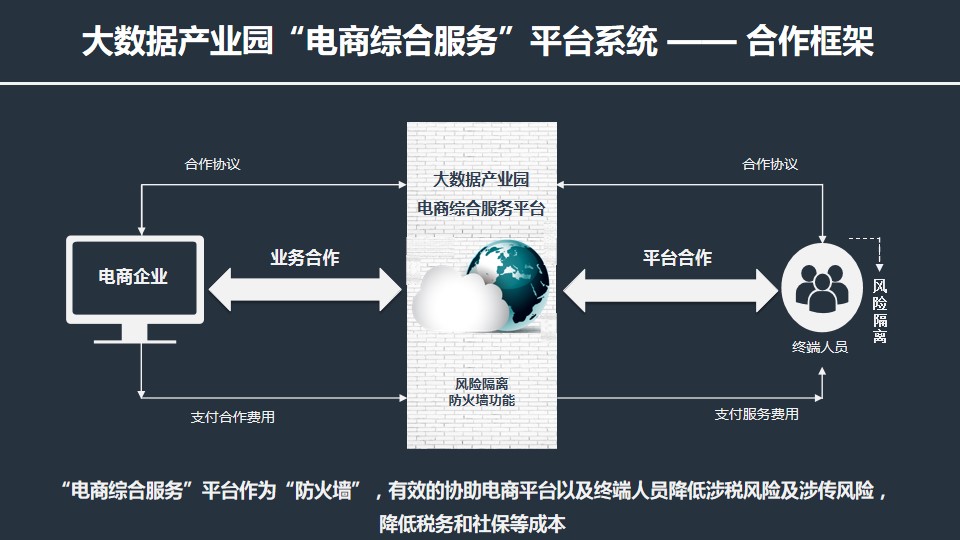 大数据产业园“电商综合服务”平台系统 —— 合作框架
合作协议
合作协议
大数据产业园
电商综合服务平台
业务合作
平台合作
电商企业
风险隔离
终端人员
风险隔离
防火墙功能
支付合作费用
支付服务费用
“电商综合服务”平台作为“防火墙”，有效的协助电商平台以及终端人员降低涉税风险及涉传风险，
降低税务和社保等成本